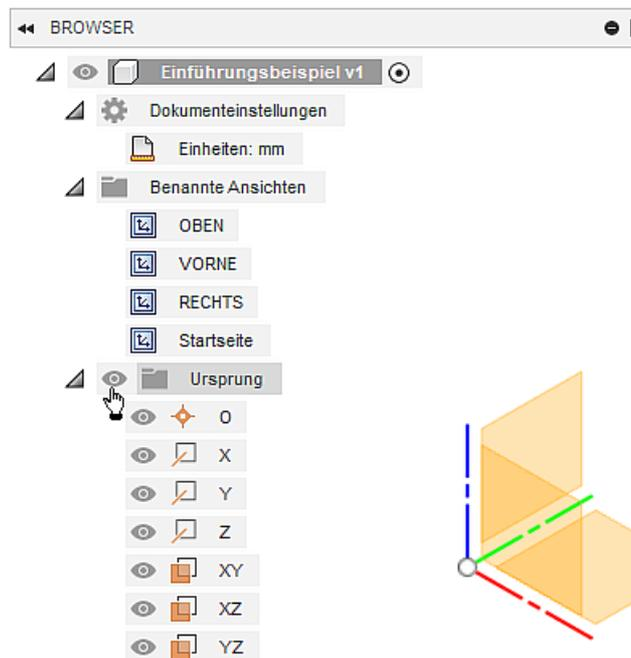 BROWSER
Einführungsbeispiel v1
Dokumenteinstellungen
Einheiten: mm
Benannte Ansichten
OBEN
VORNE
RECHTS
Startseite
Ursprung
O
X
Y
Z
XY
XZ
YZ